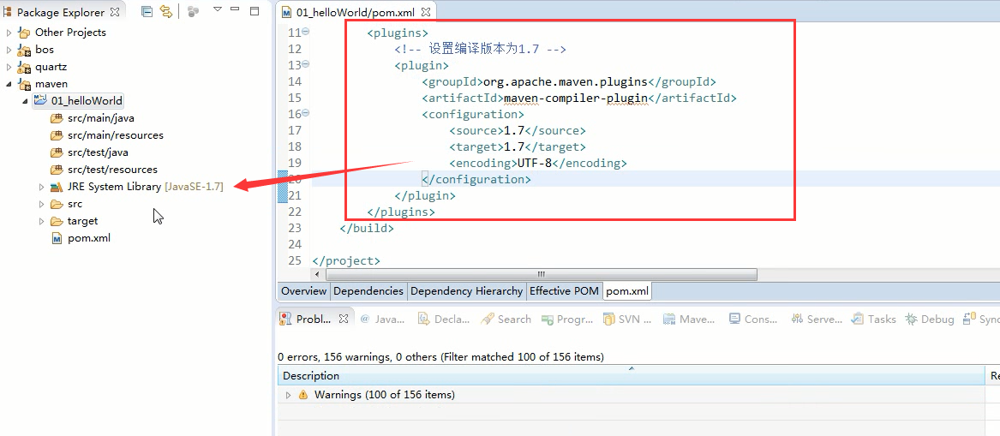 Package Explorer
Other Projects
bos
quartz
maven
01_helloWorld
src/main/java
src/main/resources
src/test/java
src/test/resources
JRE System Library [JavaSE-1.7]
src
target
pom.xml
01_helloWorld/pom.xml
11 <plugins>
12 <!-- 设置编译版本为1.7 -->
13 <plugin>
14 <groupId>org.apache.maven.plugins</groupId>
15 <artifactId>maven-compiler-plugin</artifactId>
16 <configuration>
17 <source>1.7</source>
18 <target>1.7</target>
19 <encoding>UTF-8</encoding>
20 </configuration>
21 </plugin>
22 </plugins>
23 </build>
24
25 </project>
Overview Dependencies Dependency Hierarchy Effective POM pom.xml
Probl... @ Java... Decla... Search Progr... SVN ... Mave... Cons... Serve... Tasks Debug Sync
0 errors, 156 warnings, 0 others (Filter matched 100 of 156 items)
Description Re
Warnings (100 of 156 items)